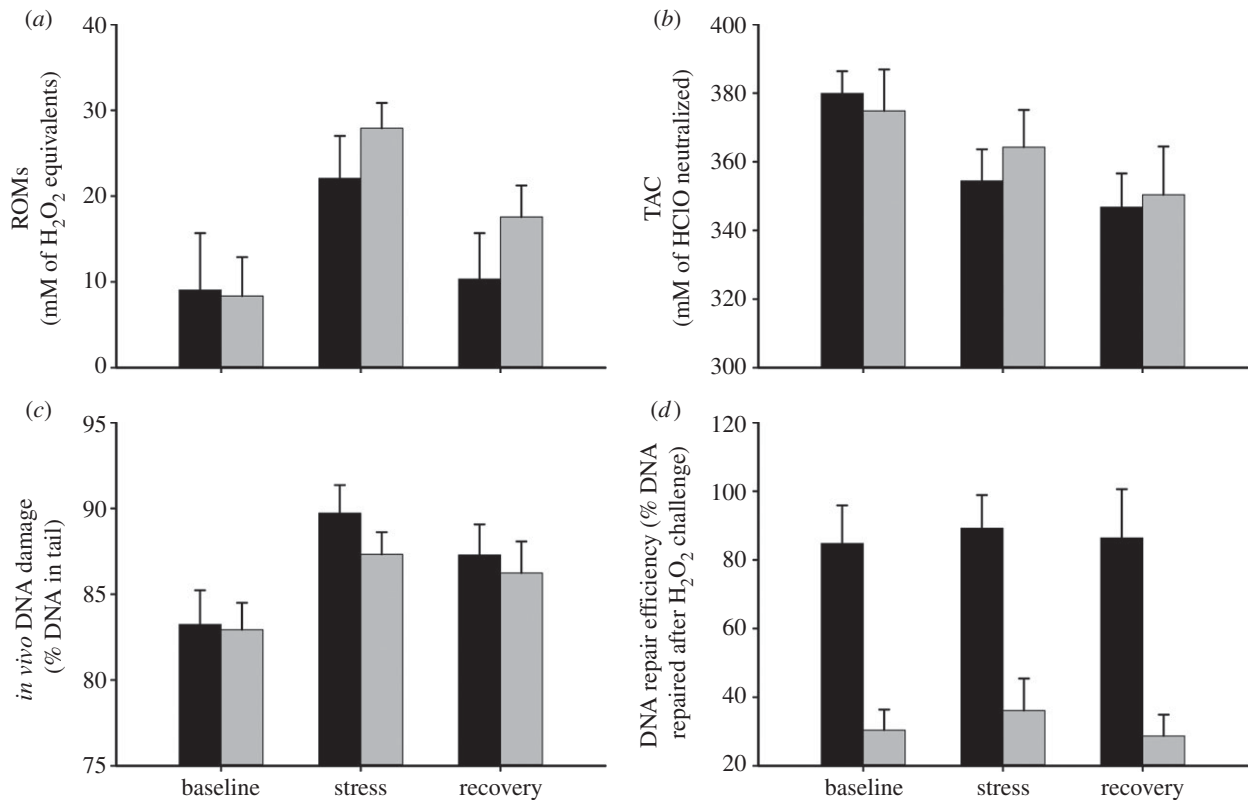 (a)
40
30
20
10
0
ROMs
(mM of H₂O₂ equivalents)
(b)
400
380
360
340
320
300
TAC
(mM of HClO neutralized)
(c)
95
90
85
80
75
in vivo DNA damage
(% DNA in tail)
baseline stress recovery
(d)
120
100
80
60
40
20
DNA repair efficiency (% DNA
repaired after H₂O₂ challenge)
baseline stress recovery